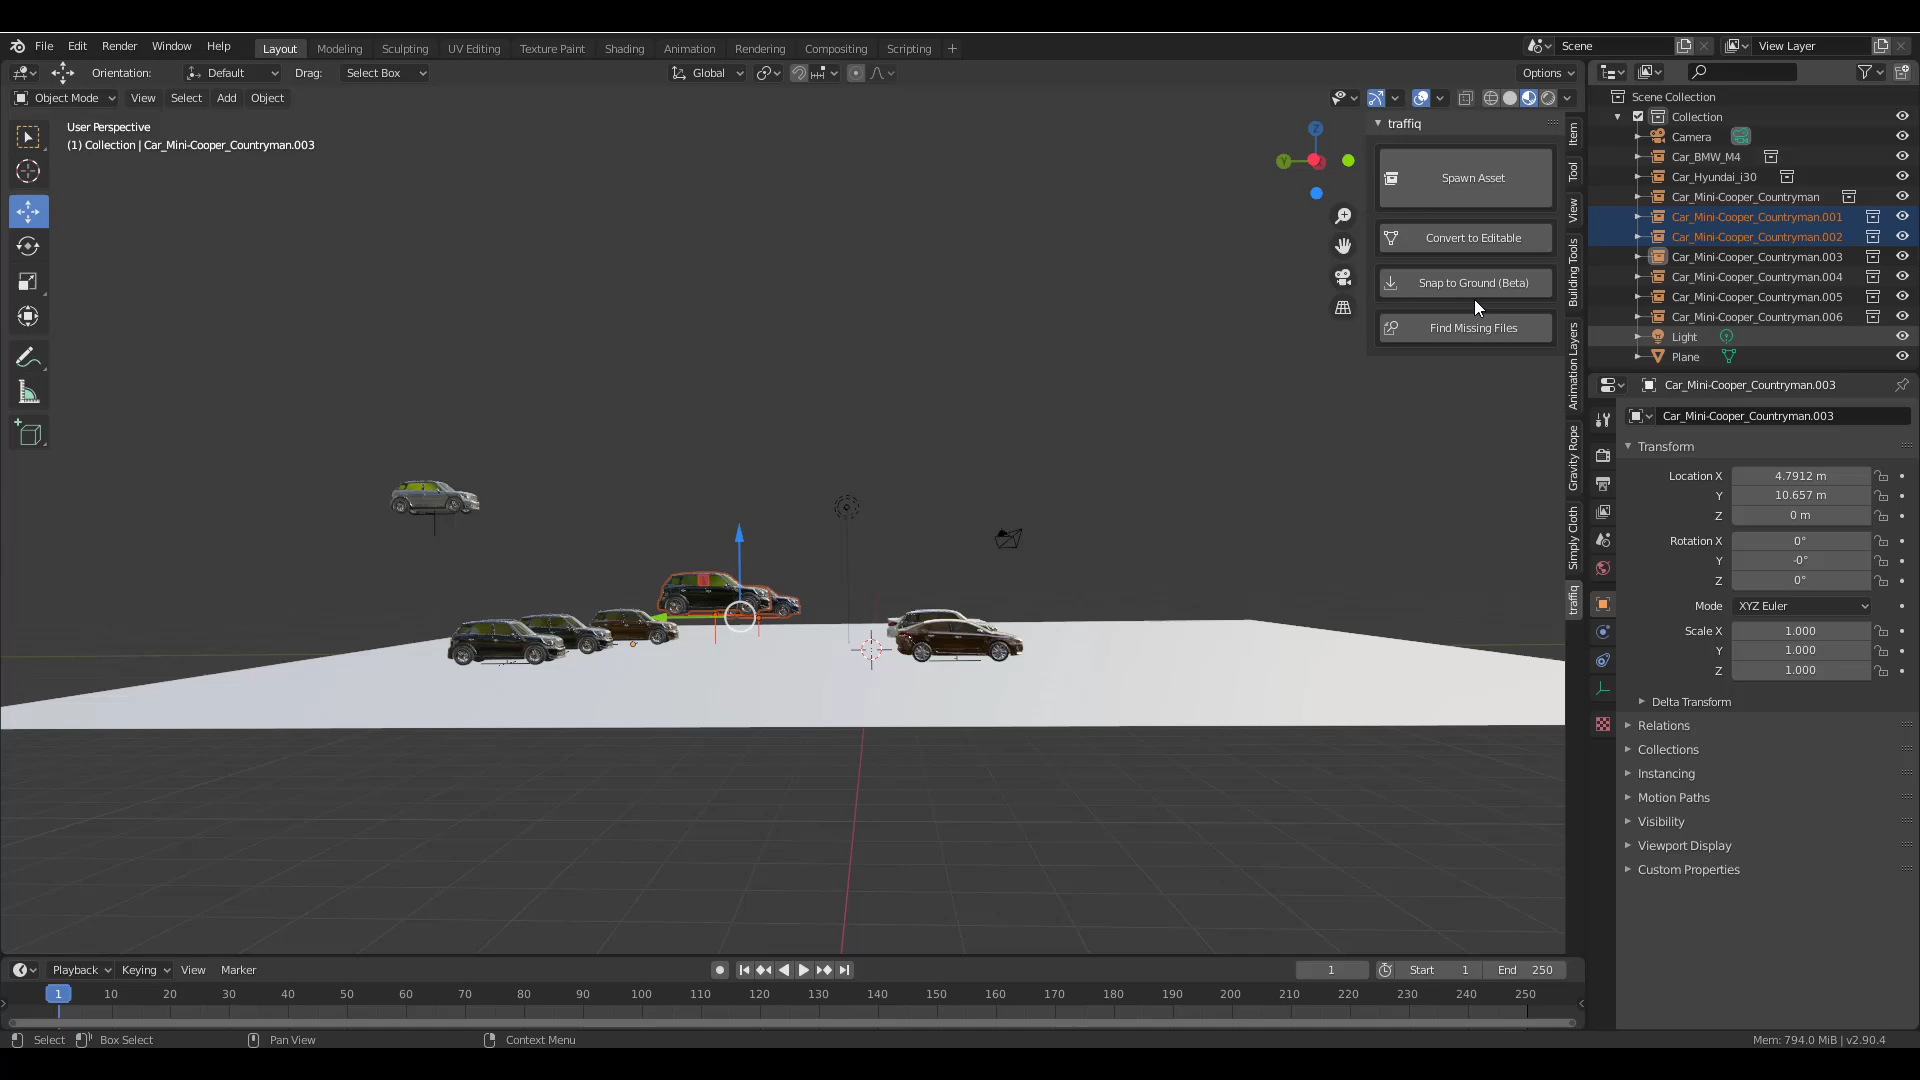 File Edit Render Window Help
Layout Modeling Sculpting UV Editing Texture Paint Shading Animation Rendering Compositing Scripting
Scene
View Layer
Orientation: Default Drag: Select Box
Global
Options
Object Mode View Select Add Object
User Perspective
(1) Collection | Car_Mini-Cooper_Countryman.003
Z
Y
traffiq
Spawn Asset
Convert to Editable
Snap to Ground (Beta)
Find Missing Files
Item
Tool
View
Building Tools
Animation Layers
Gravity Rope
Simply Cloth
traffiq
Scene Collection
Collection
Camera
Car_BMW_M4
Car_Hyundai_i30
Car_Mini-Cooper_Countryman
Car_Mini-Cooper_Countryman.001
Car_Mini-Cooper_Countryman.002
Car_Mini-Cooper_Countryman.003
Car_Mini-Cooper_Countryman.004
Car_Mini-Cooper_Countryman.005
Car_Mini-Cooper_Countryman.006
Light
Plane
Car_Mini-Cooper_Countryman.003
Car_Mini-Cooper_Countryman.003
Transform
Location X 4.7912 m
Y 10.657 m
Z 0 m
Rotation X 0°
Y -0°
Z 0°
Mode XYZ Euler
Scale X 1.000
Y 1.000
Z 1.000
Delta Transform
Relations
Collections
Instancing
Motion Paths
Visibility
Viewport Display
Custom Properties
Playback Keying View Marker
1
Start 1
End 250
1 10 20 30 40 50 60 70 80 90 100 110 120 130 140 150 160 170 180 190 200 210 220 230 240 250
Select Box Select Pan View Context Menu
Mem: 794.0 MiB | v2.90.4